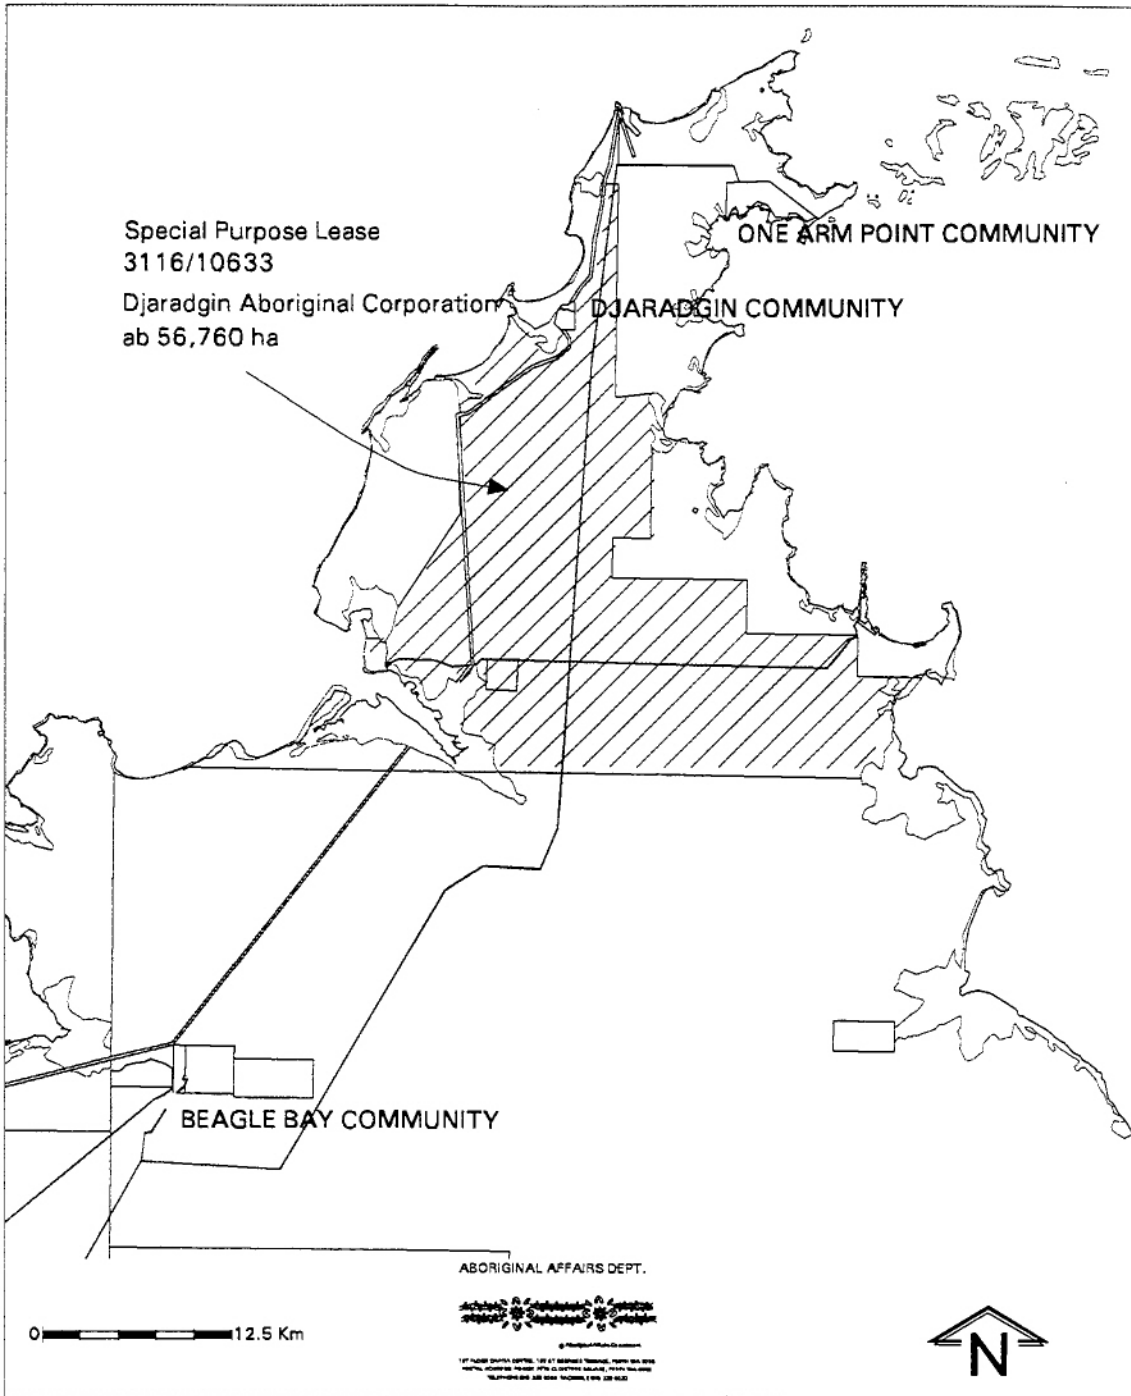 Special Purpose Lease
3116/10633
Djaradgin Aboriginal Corporation
ab 56,760 ha
ONE ARM POINT COMMUNITY
DJARADGIN COMMUNITY
BEAGLE BAY COMMUNITY
ABORIGINAL AFFAIRS DEPT.
0 12.5 Km
N